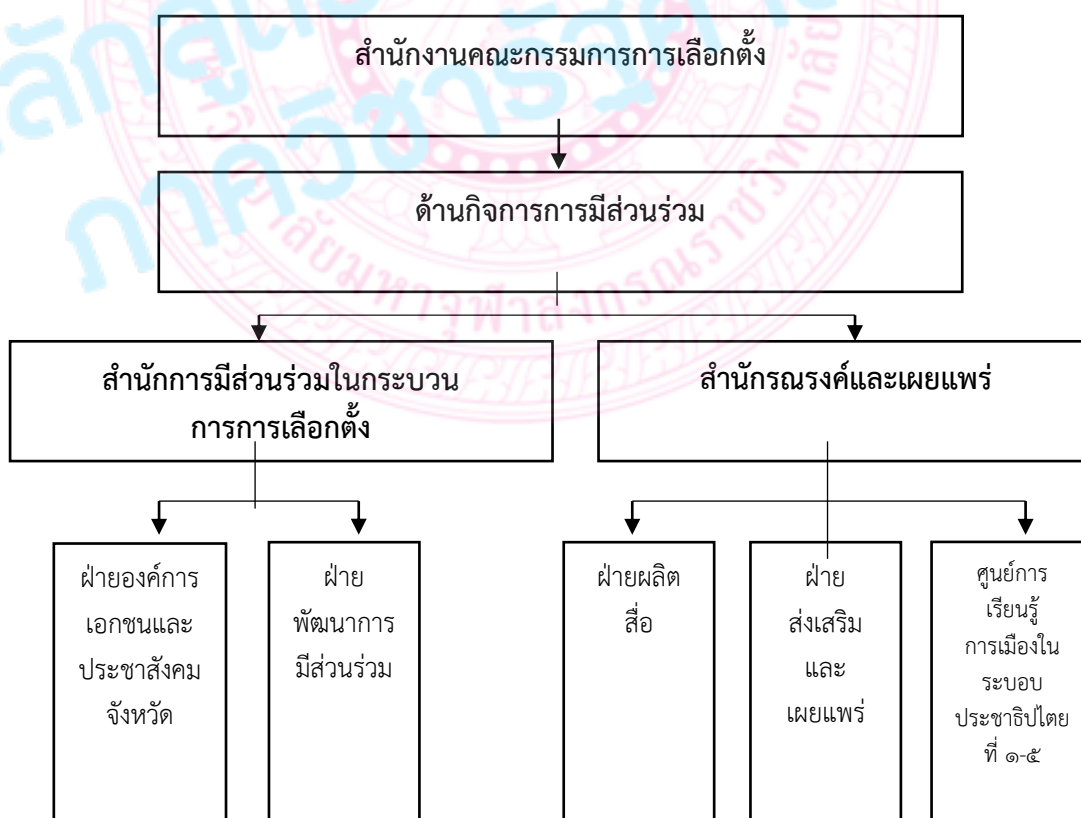 สำนักงานคณะกรรมการการเลือกตั้ง
ด้านกิจการการมีส่วนร่วม
สำนักการมีส่วนร่วมในกระบวน
การการเลือกตั้ง
สำนักรณรงค์และเผยแพร่
ฝ่ายองค์การ
เอกชนและ
ประชาสังคม
จังหวัด
ฝ่าย
พัฒนาการ
มีส่วนร่วม
ฝ่ายผลิต
สื่อ
ฝ่าย
ส่งเสริม
และ
เผยแพร่
ศูนย์การ
เรียนรู้
การเมืองใน
ระบอบ
ประชาธิปไตย
ที่ ๑-๕